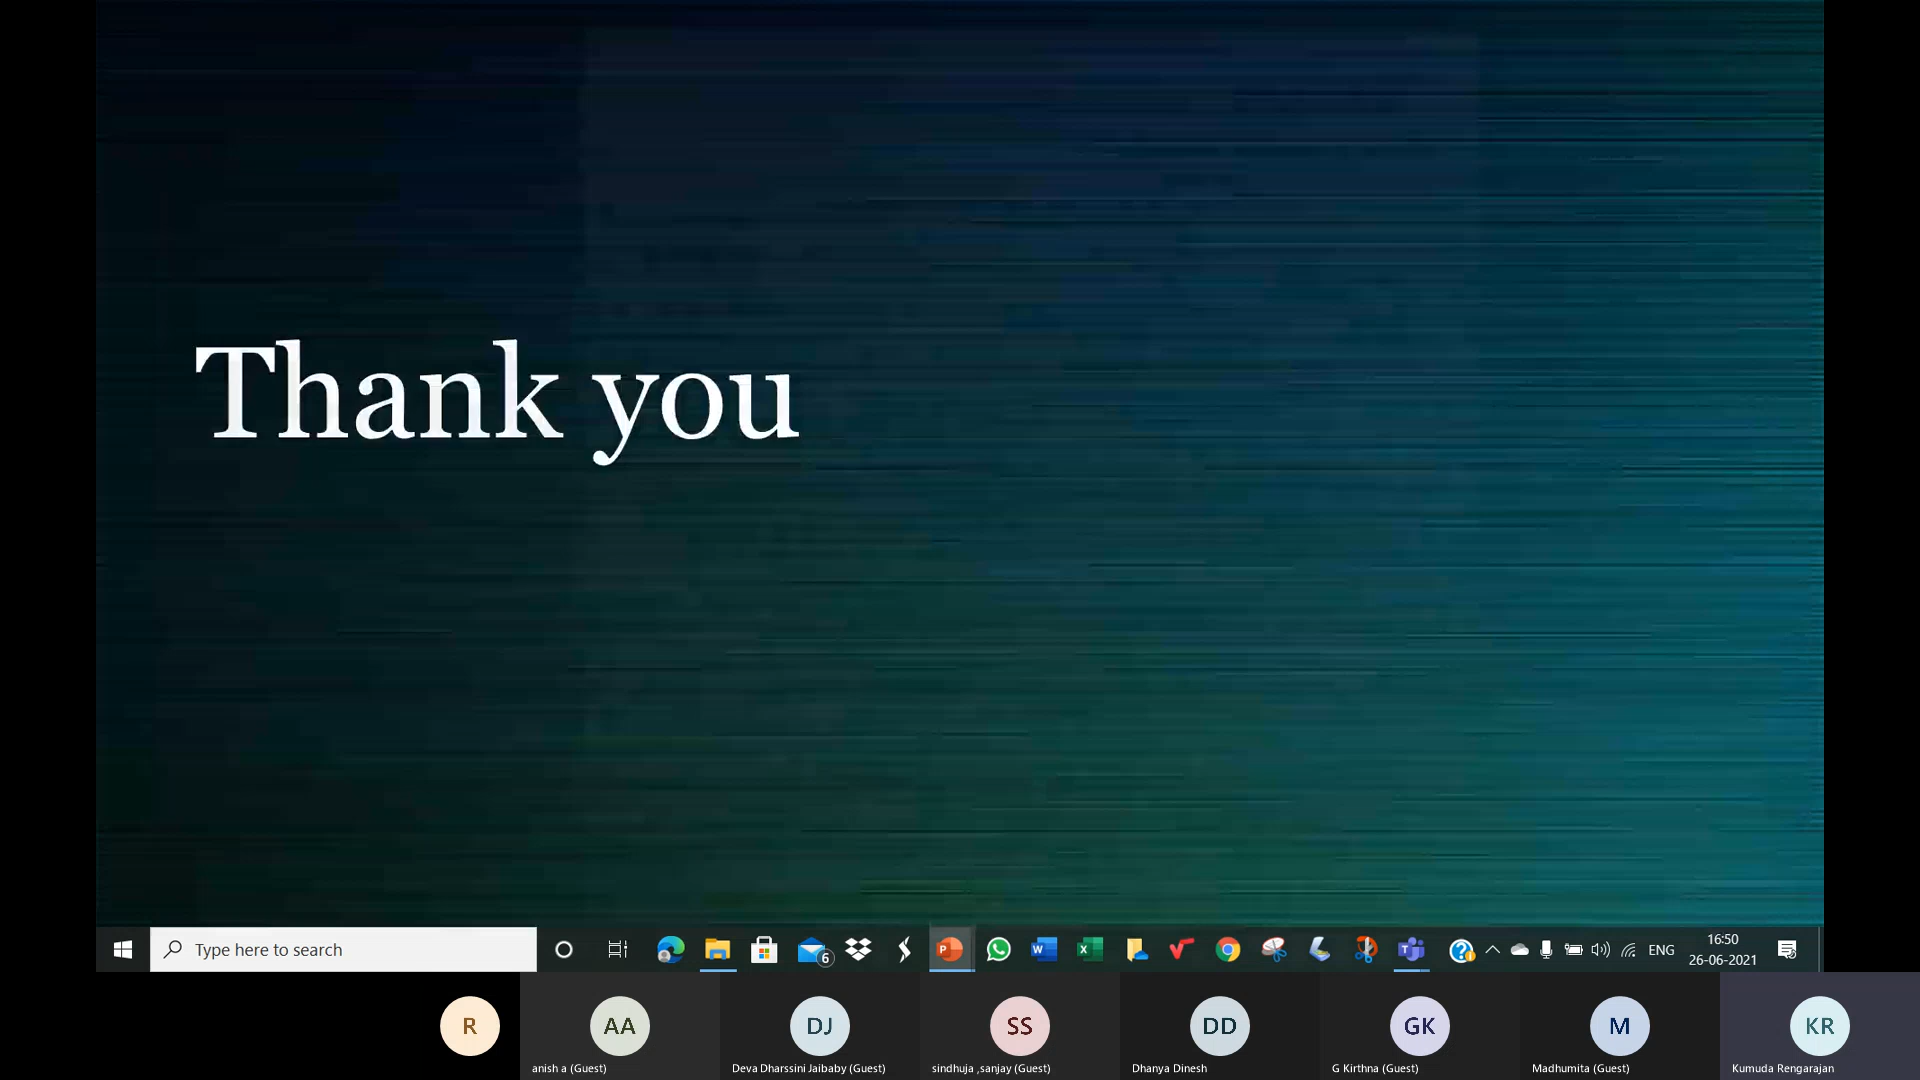 Thank you
Type here to search
6
ENG
16:50
26-06-2021
R
AA
DJ
SS
DD
GK
M
KR
anish a (Guest)
Deva Dharssini Jaibaby (Guest)
sindhuja ,sanjay (Guest)
Dhanya Dinesh
G Kirthna (Guest)
Madhumita (Guest)
Kumuda Rengarajan